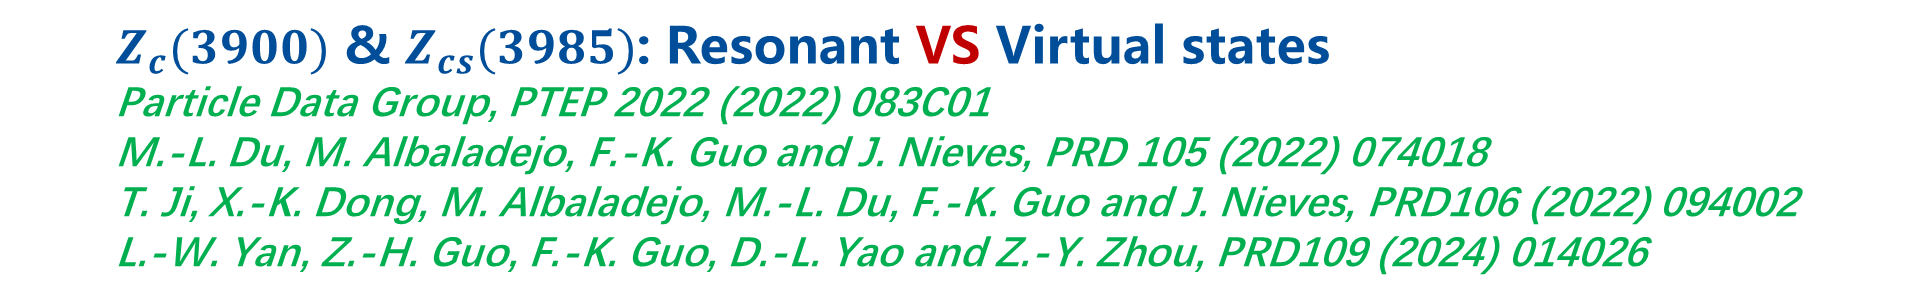 Z_c(3900) & Z_cs(3985): Resonant VS Virtual states
Particle Data Group, PTEP 2022 (2022) 083C01
M.-L. Du, M. Albaladejo, F.-K. Guo and J. Nieves, PRD 105 (2022) 074018
T. Ji, X.-K. Dong, M. Albaladejo, M.-L. Du, F.-K. Guo and J. Nieves, PRD106 (2022) 094002
L.-W. Yan, Z.-H. Guo, F.-K. Guo, D.-L. Yao and Z.-Y. Zhou, PRD109 (2024) 014026